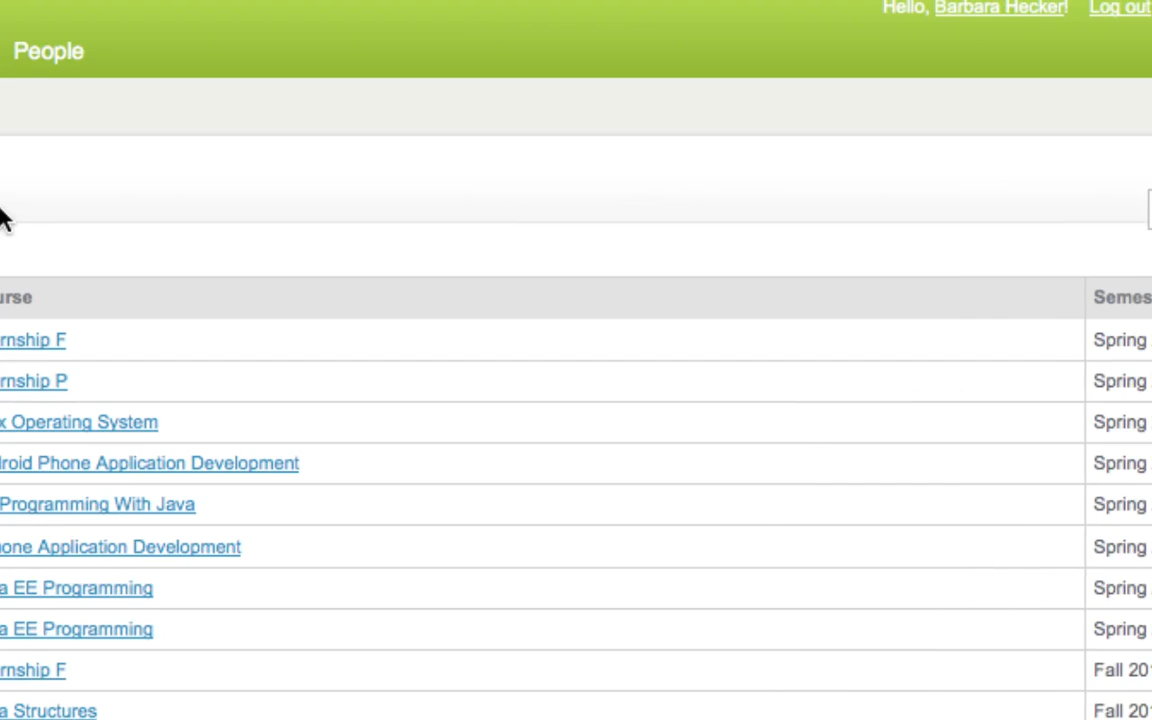 Hello, Barbara Hecker! Log out
People
urse Semes
rnship F Spring
rnship P Spring
x Operating System Spring
roid Phone Application Development Spring
Programming With Java Spring
one Application Development Spring
a EE Programming Spring
a EE Programming Spring
rnship F Fall 20
a Structures Fall 20